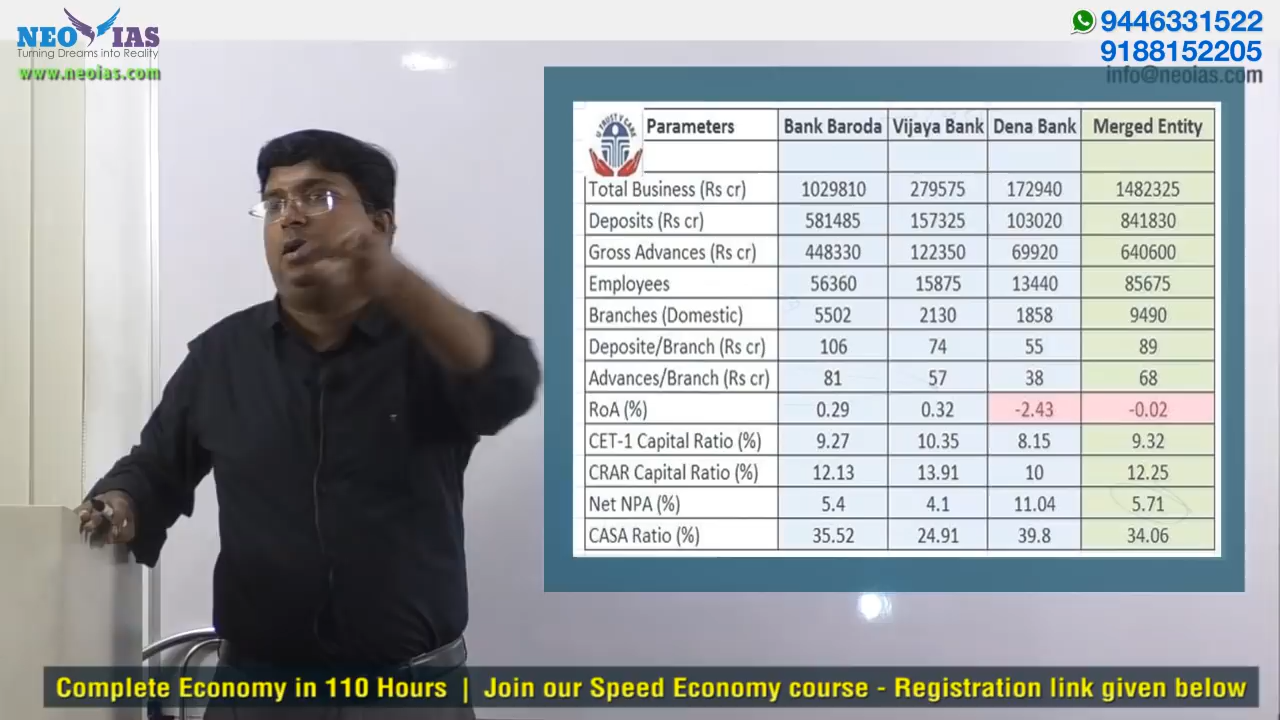 NEO IAS
Turning Dreams into Reality
www.neoias.com
9446331522
9188152205
info@neoias.com
U TRUST V CARE
Parameters Bank Baroda Vijaya Bank Dena Bank Merged Entity
Total Business (Rs cr) 1029810 279575 172940 1482325
Deposits (Rs cr) 581485 157325 103020 841830
Gross Advances (Rs cr) 448330 122350 69920 640600
Employees 56360 15875 13440 85675
Branches (Domestic) 5502 2130 1858 9490
Deposite/Branch (Rs cr) 106 74 55 89
Advances/Branch (Rs cr) 81 57 38 68
RoA (%) 0.29 0.32 -2.43 -0.02
CET-1 Capital Ratio (%) 9.27 10.35 8.15 9.32
CRAR Capital Ratio (%) 12.13 13.91 10 12.25
Net NPA (%) 5.4 4.1 11.04 5.71
CASA Ratio (%) 35.52 24.91 39.8 34.06
Complete Economy in 110 Hours | Join our Speed Economy course - Registration link given below